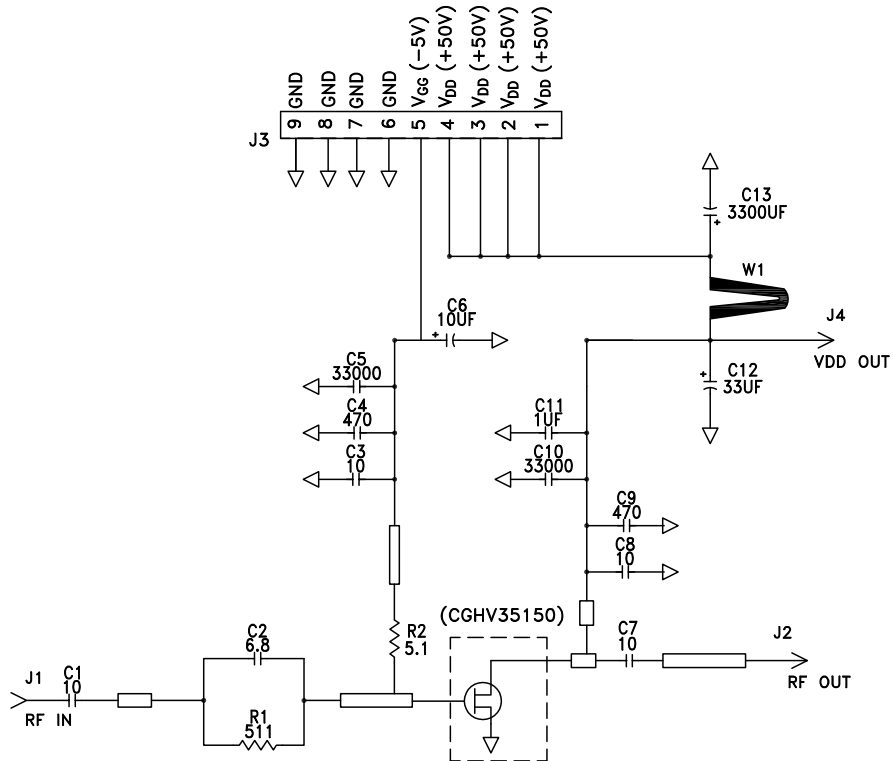 GND
GND
GND
GND
VGG (-5V)
VDD (+50V)
VDD (+50V)
VDD (+50V)
VDD (+50V)
9
8
7
6
5
4
3
2
1
J3
C13
3300UF
+
W1
J4
VDD OUT
C6
10UF
+
C12
33UF
+
C5
33000
C4
470
C3
10
C11
1UF
C10
33000
C9
470
C8
10
(CGHV35150)
R2
5.1
C7
10
J2
RF OUT
C2
6.8
J1
C1
10
RF IN
R1
511